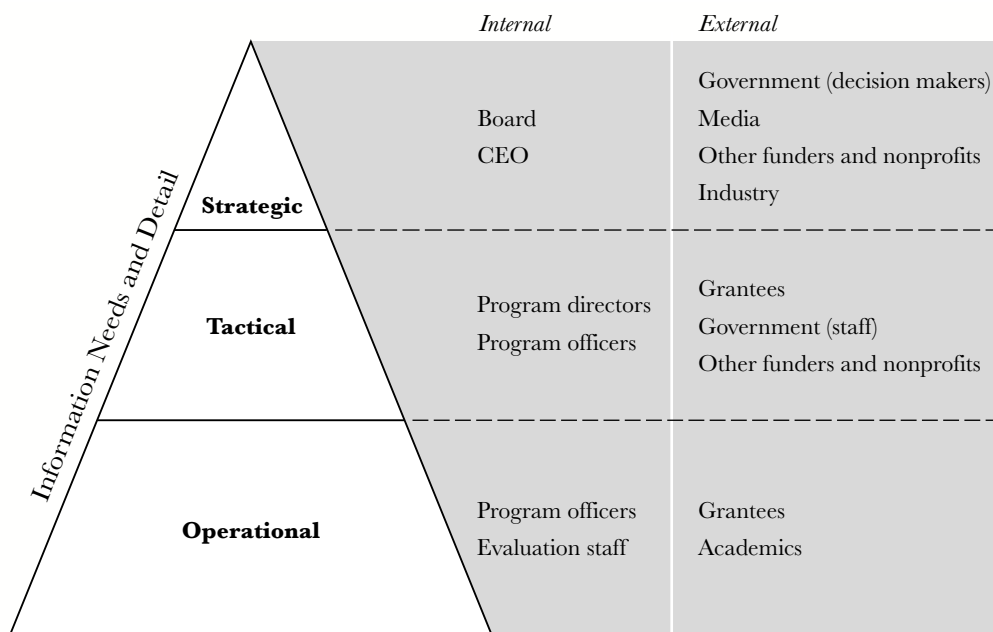 Internal
External
Information Needs and Detail
Strategic
Board
CEO
Government (decision makers)
Media
Other funders and nonprofits
Industry
Tactical
Program directors
Program officers
Grantees
Government (staff)
Other funders and nonprofits
Operational
Program officers
Evaluation staff
Grantees
Academics